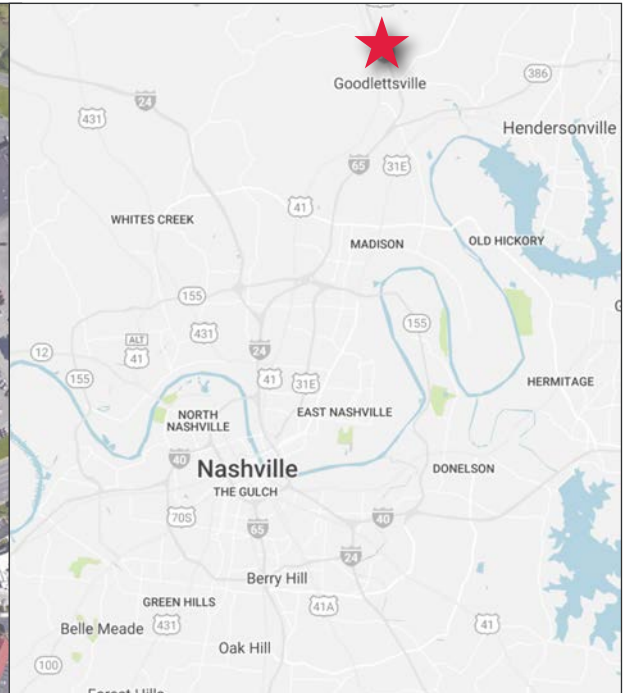 Goodlettsville
386
24
431
Hendersonville
65
31E
41
WHITES CREEK
MADISON
OLD HICKORY
155
155
431
ALT
41
12
24
155
41
31E
HERMITAGE
NORTH
NASHVILLE
EAST NASHVILLE
40
Nashville
DONELSON
THE GULCH
70S
65
40
24
Berry Hill
GREEN HILLS
41A
Belle Meade
431
41
Oak Hill
100
Forest Hills